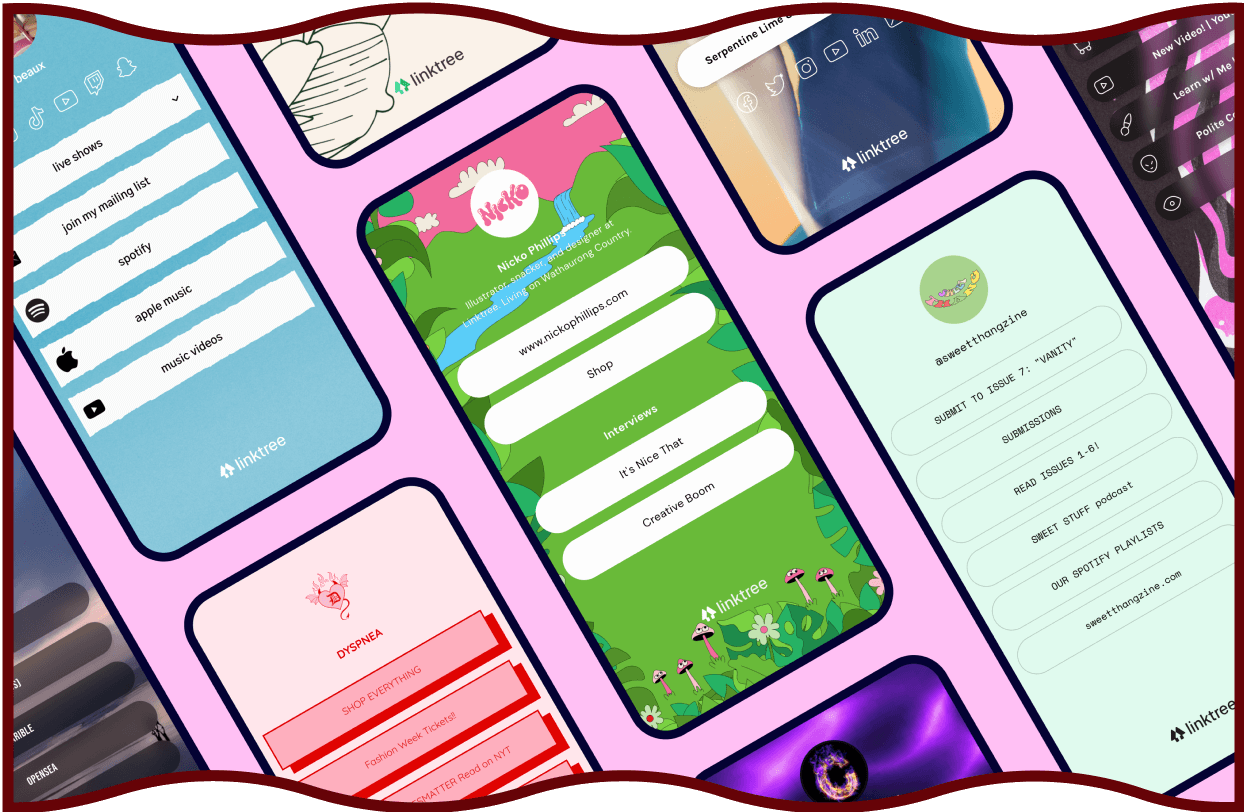 beaux
live shows
join my mailing list
spotify
apple music
music videos
linktree
linktree
Serpentine Lime
linktree
New Video! | You
Learn w/ Me
Polite Co
NICKO
Nicko Phillips
Illustrator, snacker, and designer at
Linktree. Living on Wathaurong Country.
www.nickophillips.com
Shop
Interviews
It's Nice That
Creative Boom
linktree
@sweetthangzine
SUBMIT TO ISSUE 7: "VANITY"
SUBMISSIONS
READ ISSUES 1-6!
SWEET STUFF podcast
OUR SPOTIFY PLAYLISTS
sweetthangzine.com
linktree
D
DYSPNEA
SHOP EVERYTHING
Fashion Week Tickets!!
SSMATTER Read on NYT
S)
RIBLE
OPENSEA
G